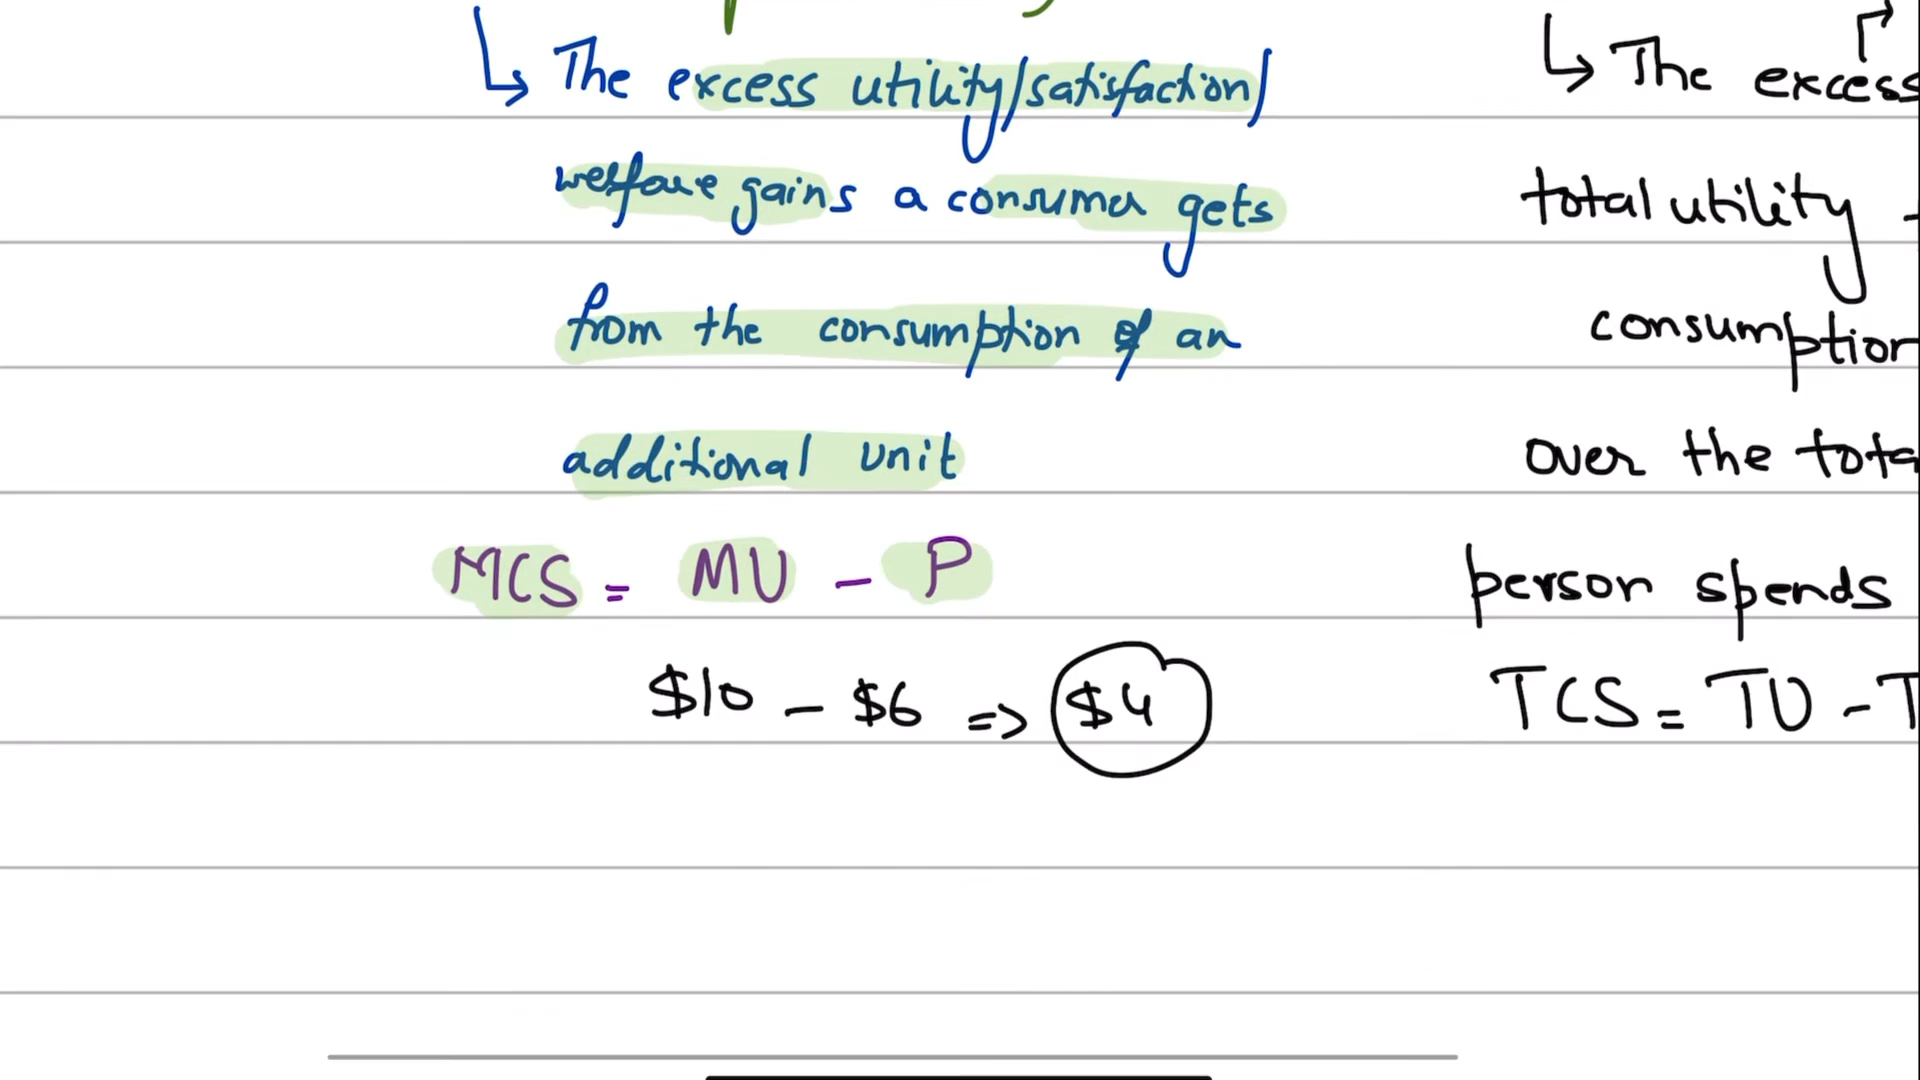 The excess utility/satisfaction/
welfare gains a consumer gets
from the consumption of an
additional unit
MCS = MU - P
$10 - $6 => $4
The excess
total utility
consumption
over the tota
person spends
TCS = TU - T